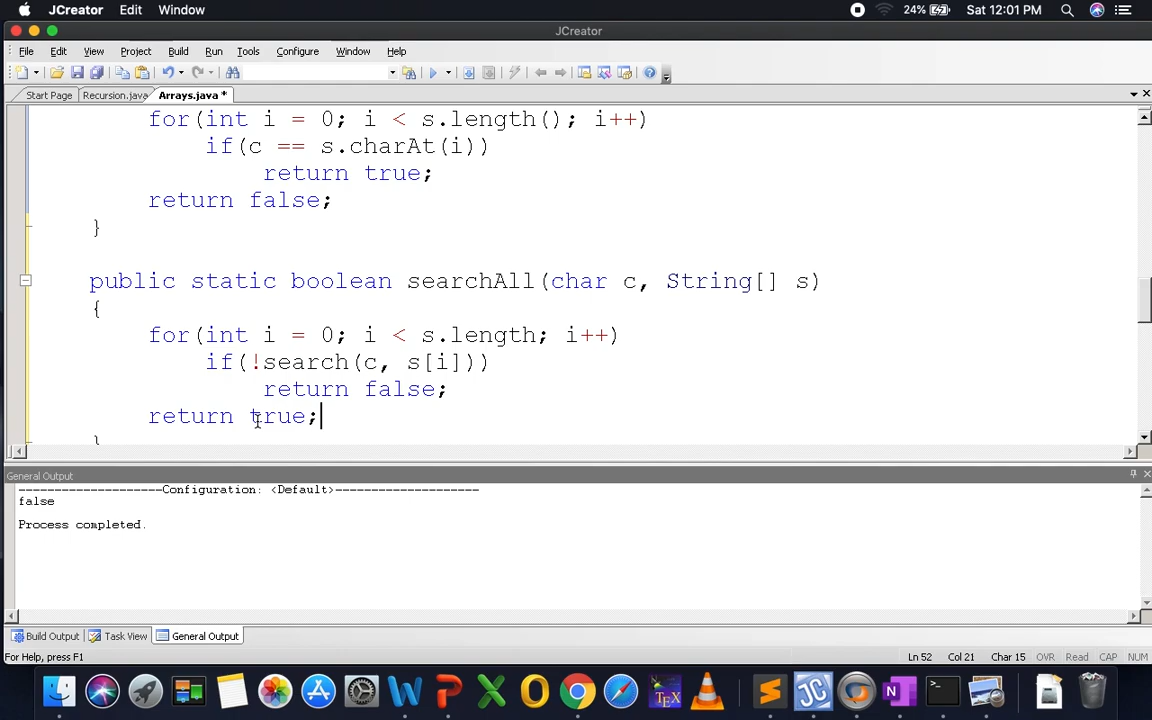 JCreator Edit Window 24% Sat 12:01 PM
JCreator
File Edit View Project Build Run Tools Configure Window Help
Start Page Recursion.java Arrays.java *
for(int i = 0; i < s.length(); i++)
if(c == s.charAt(i))
return true;
return false;
}
public static boolean searchAll(char c, String[] s)
{
for(int i = 0; i < s.length; i++)
if(!search(c, s[i]))
return false;
return true;
}
General Output
--------------------Configuration: <Default>--------------------
false
Process completed.
Build Output Task View General Output
For Help, press F1 Ln 52 Col 21 Char 15 OVR Read CAP NUM